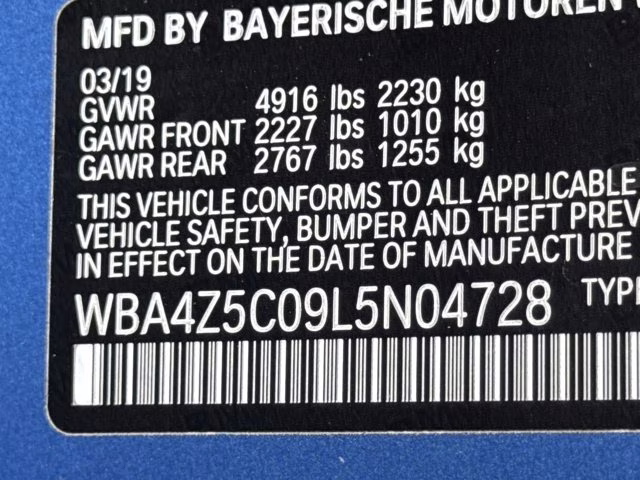 MFD BY BAYERISCHE MOTOREN
03/19
GVWR 4916 lbs 2230 kg
GAWR FRONT 2227 lbs 1010 kg
GAWR REAR 2767 lbs 1255 kg
THIS VEHICLE CONFORMS TO ALL APPLICABLE
VEHICLE SAFETY, BUMPER AND THEFT PREV
IN EFFECT ON THE DATE OF MANUFACTURE
WBA4Z5C09L5N04728 TYP